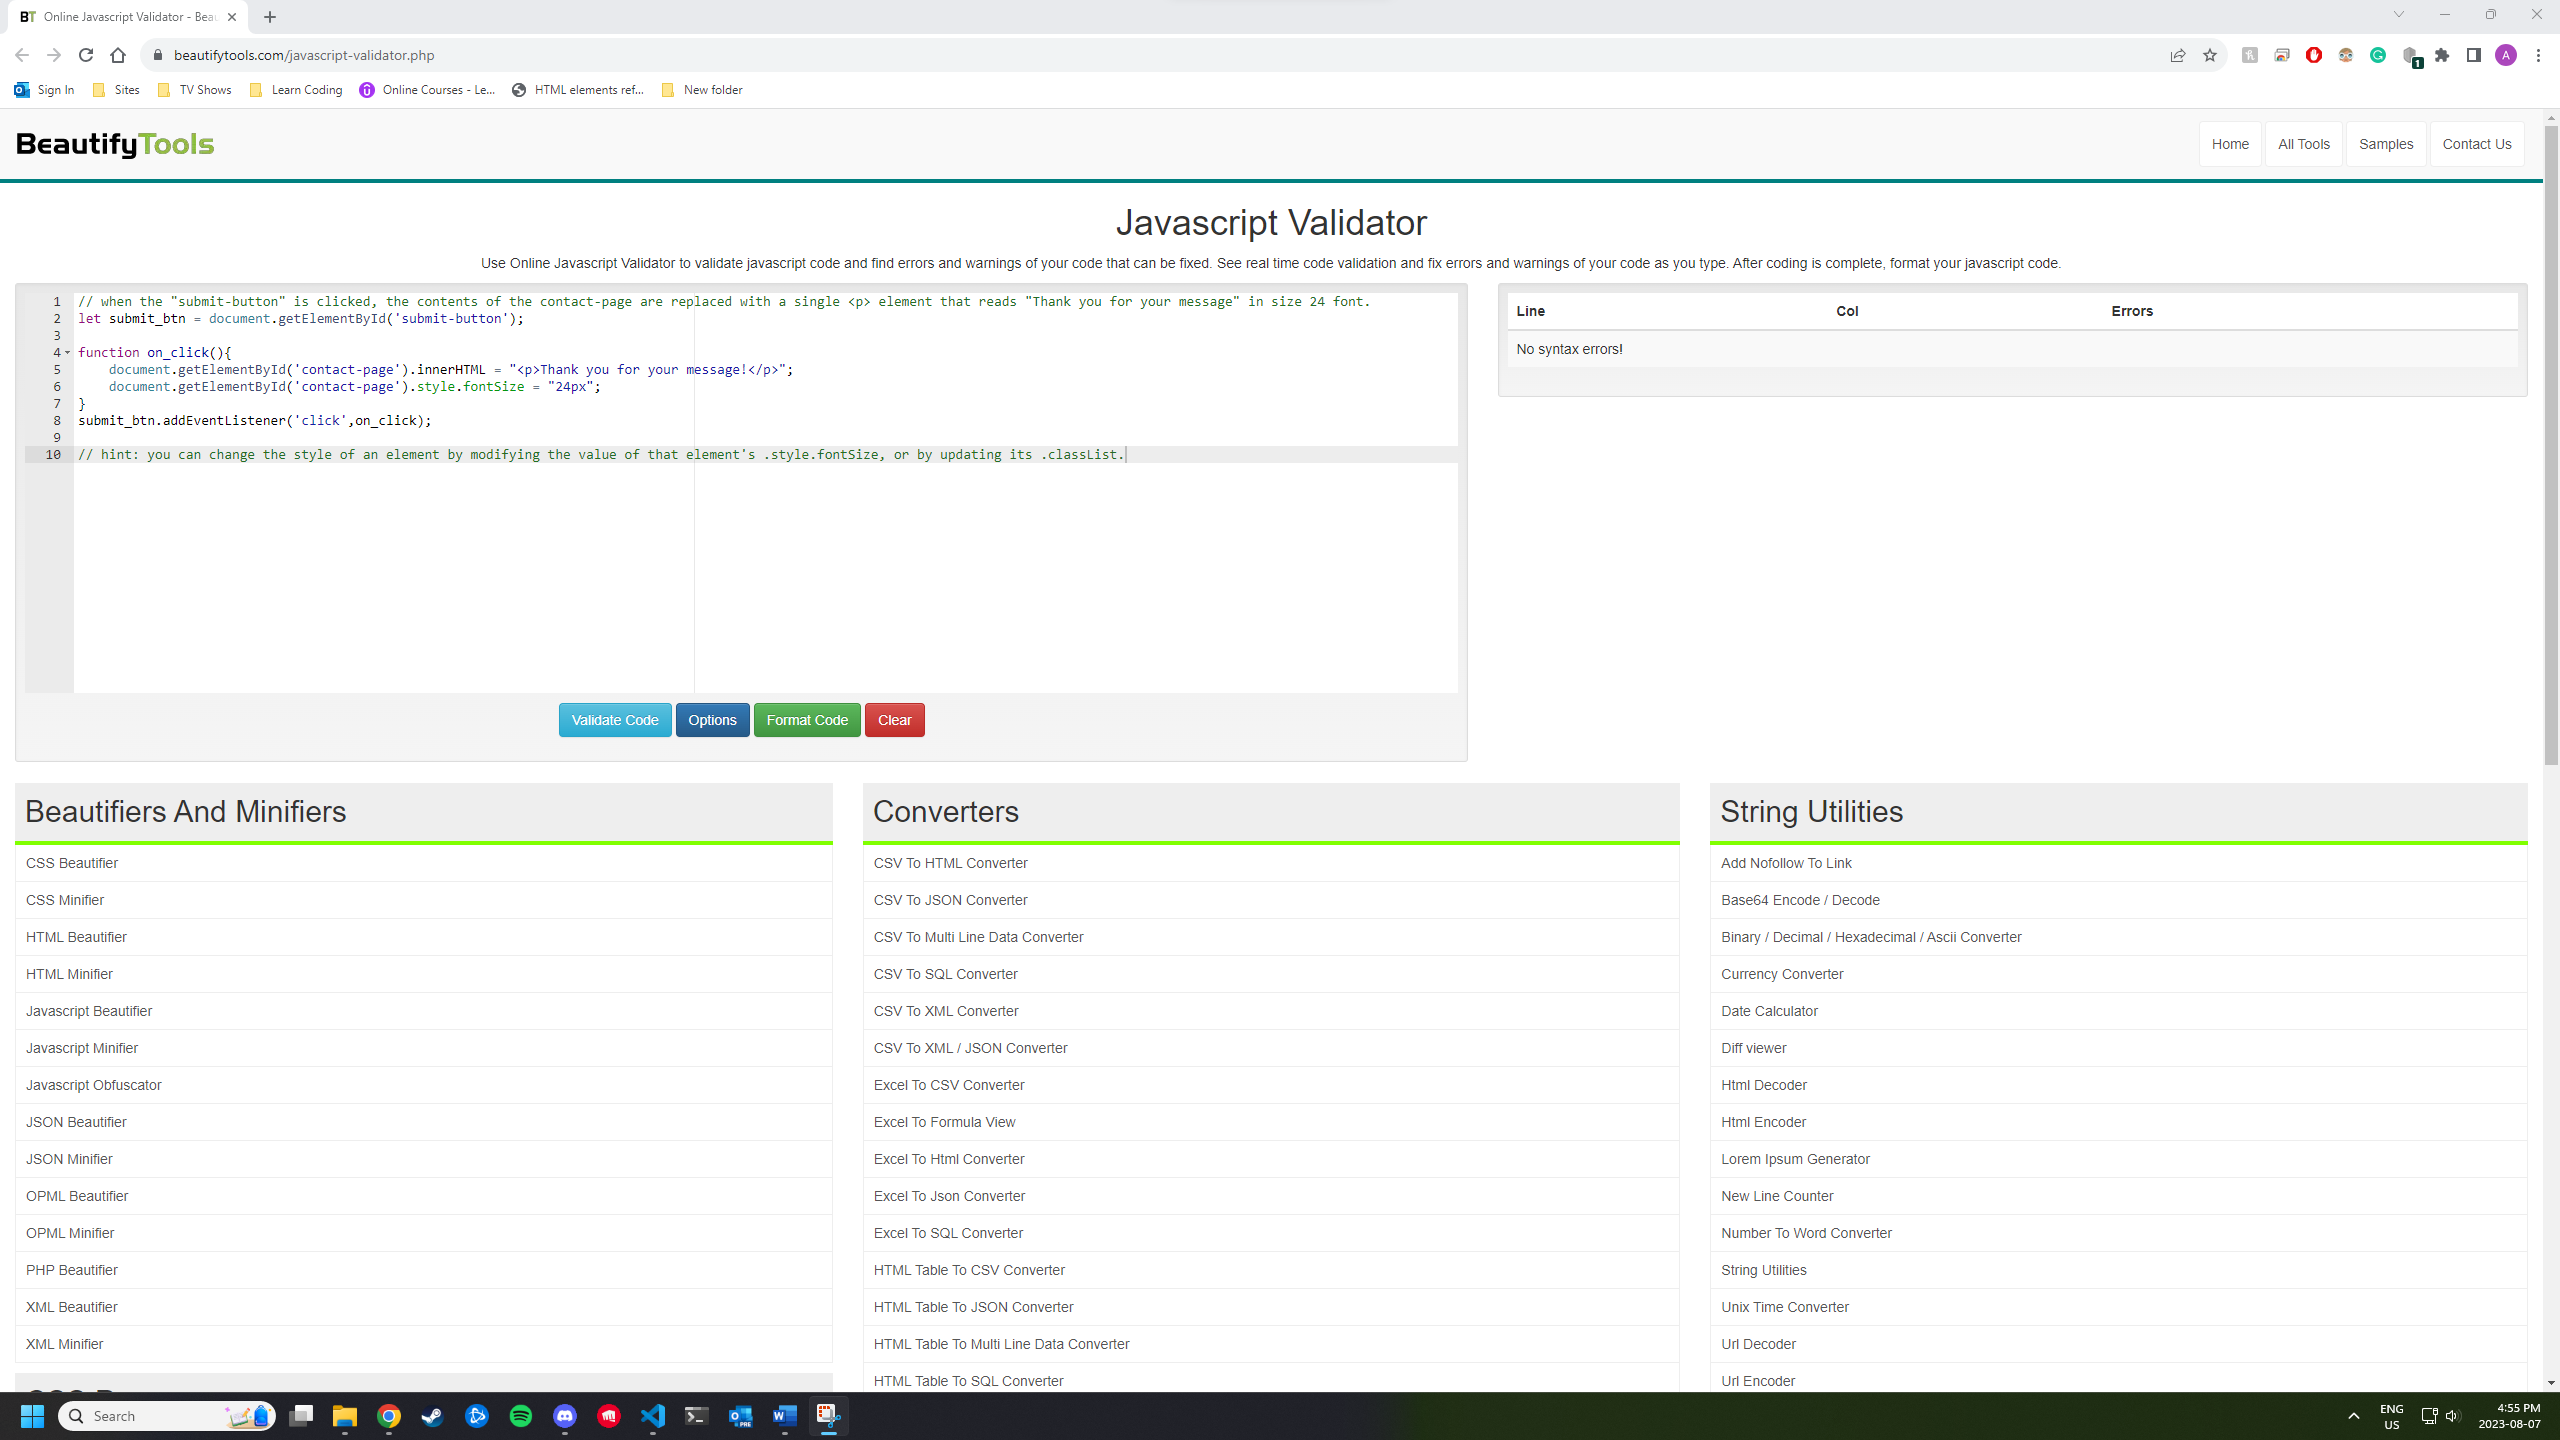 BT Online Javascript Validator - Beau
beautifytools.com/javascript-validator.php
A
1
Sign In
Sites
TV Shows
Learn Coding
Online Courses - Le...
HTML elements ref...
New folder
BeautifyTools
Home
All Tools
Samples
Contact Us
Javascript Validator
Use Online Javascript Validator to validate javascript code and find errors and warnings of your code that can be fixed. See real time code validation and fix errors and warnings of your code as you type. After coding is complete, format your javascript code.
1 // when the "submit-button" is clicked, the contents of the contact-page are replaced with a single <p> element that reads "Thank you for your message" in size 24 font.
2 let submit_btn = document.getElementById('submit-button');
3
4 function on_click(){
5 document.getElementById('contact-page').innerHTML = "<p>Thank you for your message!</p>";
6 document.getElementById('contact-page').style.fontSize = "24px";
7 }
8 submit_btn.addEventListener('click',on_click);
9
10 // hint: you can change the style of an element by modifying the value of that element's .style.fontSize, or by updating its .classList.
Line Col Errors
No syntax errors!
Validate Code
Options
Format Code
Clear
Beautifiers And Minifiers
CSS Beautifier
CSS Minifier
HTML Beautifier
HTML Minifier
Javascript Beautifier
Javascript Minifier
Javascript Obfuscator
JSON Beautifier
JSON Minifier
OPML Beautifier
OPML Minifier
PHP Beautifier
XML Beautifier
XML Minifier
Converters
CSV To HTML Converter
CSV To JSON Converter
CSV To Multi Line Data Converter
CSV To SQL Converter
CSV To XML Converter
CSV To XML / JSON Converter
Excel To CSV Converter
Excel To Formula View
Excel To Html Converter
Excel To Json Converter
Excel To SQL Converter
HTML Table To CSV Converter
HTML Table To JSON Converter
HTML Table To Multi Line Data Converter
HTML Table To SQL Converter
String Utilities
Add Nofollow To Link
Base64 Encode / Decode
Binary / Decimal / Hexadecimal / Ascii Converter
Currency Converter
Date Calculator
Diff viewer
Html Decoder
Html Encoder
Lorem Ipsum Generator
New Line Counter
Number To Word Converter
String Utilities
Unix Time Converter
Url Decoder
Url Encoder
Search
ENG
US
4:55 PM
2023-08-07